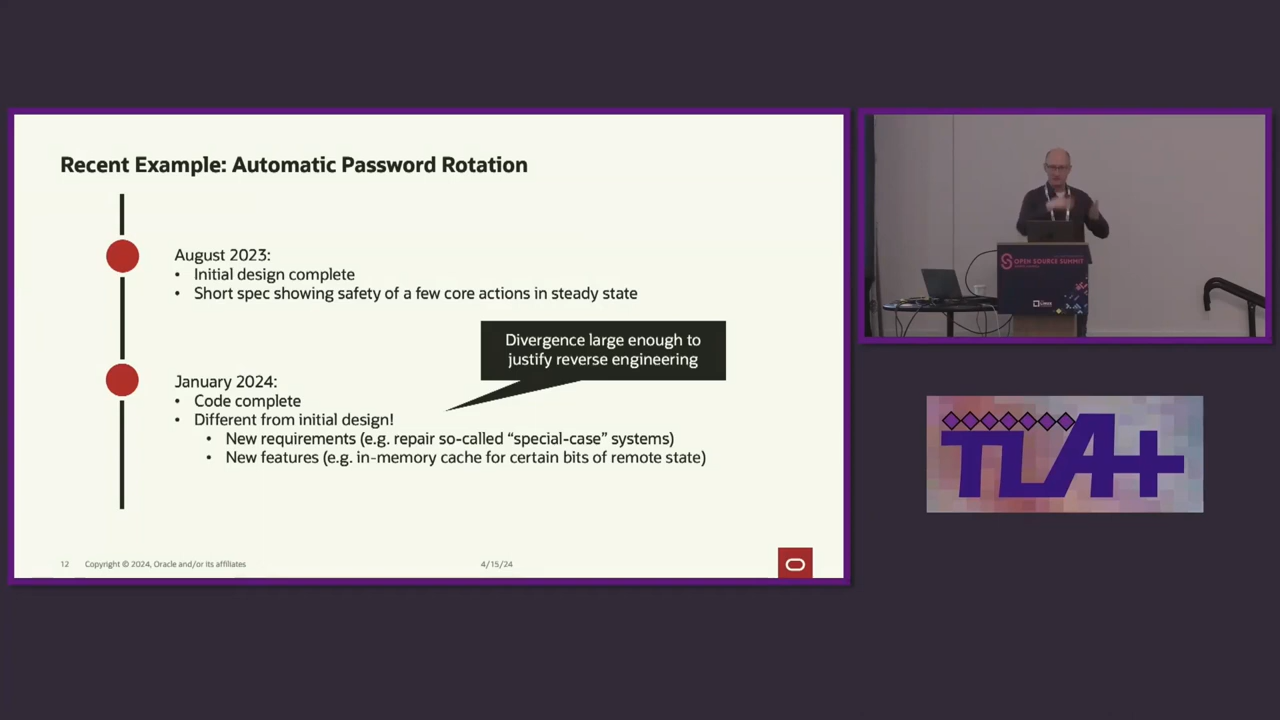 Recent Example: Automatic Password Rotation
August 2023:
• Initial design complete
• Short spec showing safety of a few core actions in steady state
Divergence large enough to
justify reverse engineering
January 2024:
• Code complete
• Different from initial design!
• New requirements (e.g. repair so-called “special-case” systems)
• New features (e.g. in-memory cache for certain bits of remote state)
12
Copyright © 2024, Oracle and/or its affiliates
4/15/24
OPEN SOURCE SUMMIT
TLA+